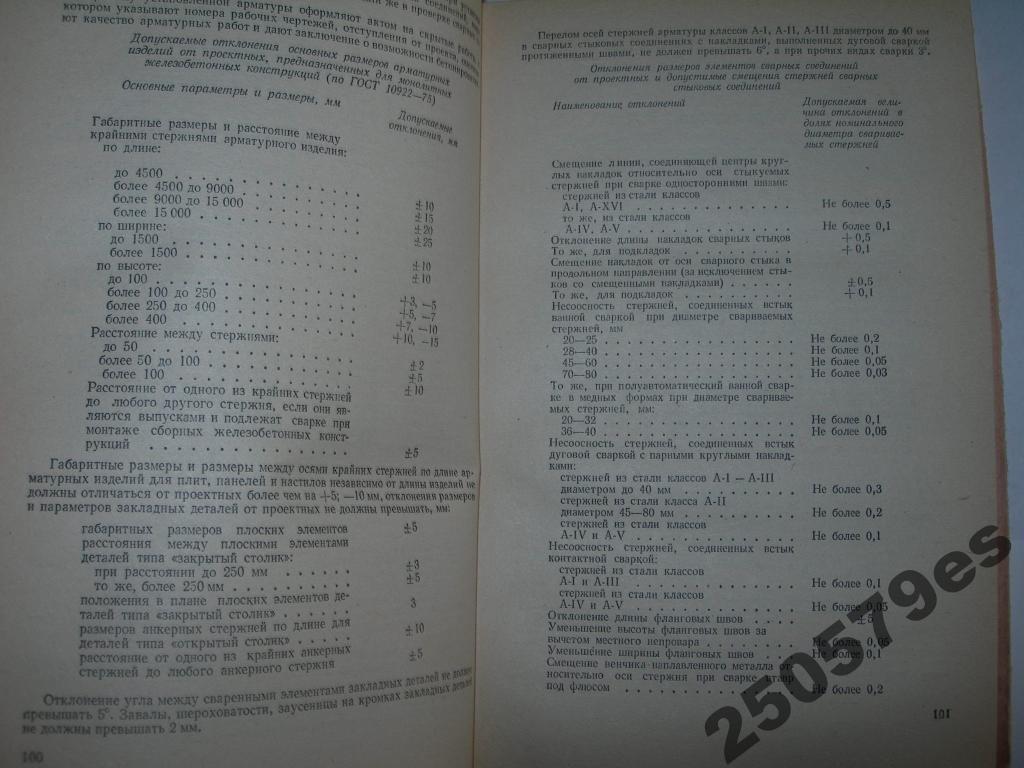 установленной арматуры оформляют актом на скрытые работы,
котором указывают номера рабочих чертежей, отступления от проекта,
ют качество арматурных работ и дают заключение о возможности бетонирования
Допускаемые отклонения основных размеров арматурных
изделий от проектных, предназначенных для монолитных
железобетонных конструкций (по ГОСТ 10922—75)
Основные параметры и размеры, мм
Допускаемые
отклонения, мм
Габаритные размеры и расстояние между
крайними стержнями арматурного изделия:
по длине:
до 4500 ±10
более 4500 до 9000 ±15
более 9000 до 15 000 ±20
более 15 000 ±25
по ширине:
до 1500 ±10
более 1500 ±10
по высоте:
до 100 +3, —5
более 100 до 250 +5, —7
более 250 до 400 +7, —10
более 400 +10, —15
Расстояние между стержнями:
до 50 ±2
более 50 до 100 ±5
более 100 ±10
Расстояние от одного из крайних стержней
до любого другого стержня, если они яв-
ляются выпусками и подлежат сварке при
монтаже сборных железобетонных конст-
рукций ±5
Габаритные размеры и размеры между осями крайних стержней по длине ар-
матурных изделий для плит, панелей и настилов независимо от длины изделий не
должны отличаться от проектных более чем на +5; —10 мм, отклонения размеров
и параметров закладных деталей от проектных не должны превышать, мм:
габаритных размеров плоских элементов ±5
расстояния между плоскими элементами
деталей типа «закрытый столик»:
при расстоянии до 250 мм ±3
то же, более 250 мм ±5
положения в плане плоских элементов де-
талей типа «закрытый столик» 3
размеров анкерных стержней по длине для
деталей типа «открытый столик» ±10
расстояние от одного из крайних анкерных
стержней до любого анкерного стержня ±5
Отклонение угла между сваренными элементами закладных деталей не должно
превышать 5°. Завалы, шероховатости, заусенцы на кромках закладных деталей
не должны превышать 2 мм.
100
Перелом осей стержней арматуры классов А-I, А-II, А-III диаметром до 40 мм
в сварных стыковых соединениях с накладками, выполненных дуговой сваркой
протяженными швами, не должен превышать 6°, а при прочих видах сварки 3°.
Отклонения размеров элементов сварных соединений
от проектных и допустимые смещения стержней сварных
стыковых соединений
Наименование отклонений
Допускаемая вели-
чина отклонений в
долях номинального
диаметра сваривае-
мых стержней
Смещение линии, соединяющей центры круг-
лых накладок относительно оси стыкуемых
стержней при сварке односторонними швами:
стержней из стали классов
А-I, А-XVI Не более 0,5
то же, из стали классов
А-IV, А-V Не более 0,1
Отклонение длины накладок сварных стыков +0,5
То же, для подкладок +0,1
Смещение накладок от оси сварного стыка в
продольном направлении (за исключением сты-
ков со смещенными накладками) ±0,5
То же, для подкладок +0,1
Несоосность стержней, соединенных встык
ванной сваркой при диаметре свариваемых
стержней, мм
20—25 Не более 0,2
28—40 Не более 0,1
45—60 Не более 0,05
70—80 Не более 0,03
То же, при полуавтоматический ванной свар-
ке в медных формах при диаметре сваривае-
мых стержней, мм:
20—32 Не более 0,1
36—40 Не более 0,05
Несоосность стержней, соединенных встык
дуговой сваркой с парными круглыми наклад-
ками:
стержней из стали классов А-I — А-III
диаметром до 40 мм Не более 0,3
стержней из стали класса А-II
диаметром 45—80 мм Не более 0,2
стержней из стали классов
А-IV и А-V Не более 0,1
Несоосность стержней, соединенных встык
контактной сваркой:
стержней из стали классов
А-I и А-III Не более 0,1
стержней из стали классов
А-IV и А-V Не более 0,05
Отклонение длины фланговых швов ±5
Уменьшение высоты фланговых швов за
вычетом местного непровара Не более 0,05
Уменьшение ширины фланговых швов Не более 0,1
Смещение венчика наплавленного металла от-
носительно оси стержня при сварке втавр
под флюсом Не более 0,2
101
250579es